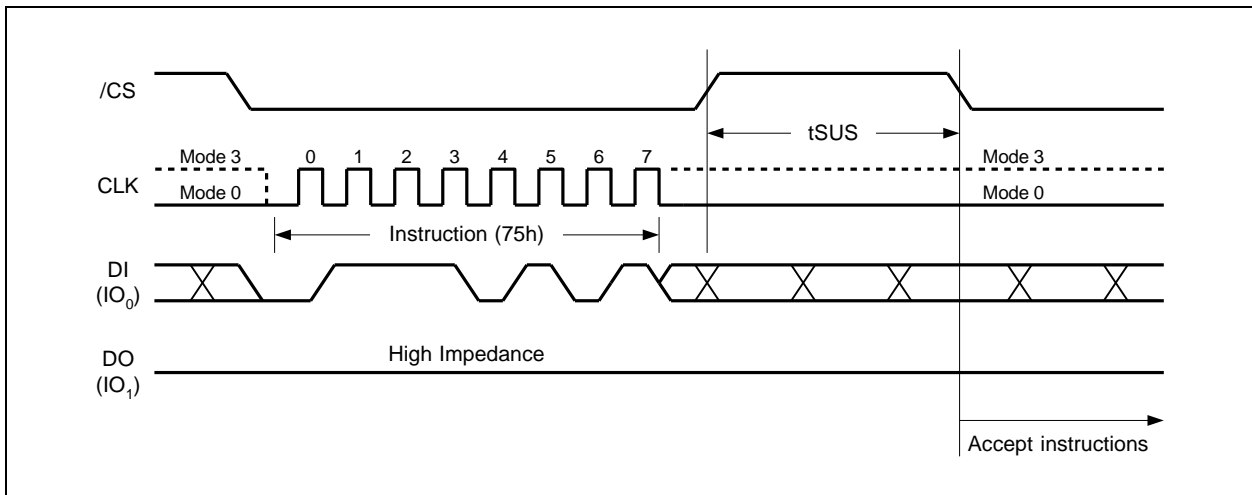 /CS
tSUS
Mode 3
0 1 2 3 4 5 6 7
Mode 3
CLK
Mode 0
Mode 0
Instruction (75h)
DI
(IO₀)
High Impedance
DO
(IO₁)
Accept instructions